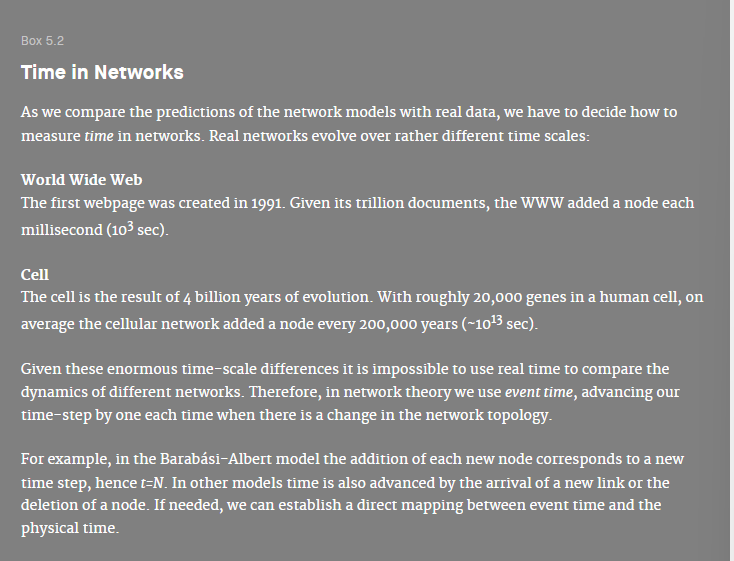 Box 5.2
Time in Networks
As we compare the predictions of the network models with real data, we have to decide how to
measure time in networks. Real networks evolve over rather different time scales:
World Wide Web
The first webpage was created in 1991. Given its trillion documents, the WWW added a node each
millisecond (10³ sec).
Cell
The cell is the result of 4 billion years of evolution. With roughly 20,000 genes in a human cell, on
average the cellular network added a node every 200,000 years (~10¹³ sec).
Given these enormous time-scale differences it is impossible to use real time to compare the
dynamics of different networks. Therefore, in network theory we use event time, advancing our
time-step by one each time when there is a change in the network topology.
For example, in the Barabási-Albert model the addition of each new node corresponds to a new
time step, hence t=N. In other models time is also advanced by the arrival of a new link or the
deletion of a node. If needed, we can establish a direct mapping between event time and the
physical time.